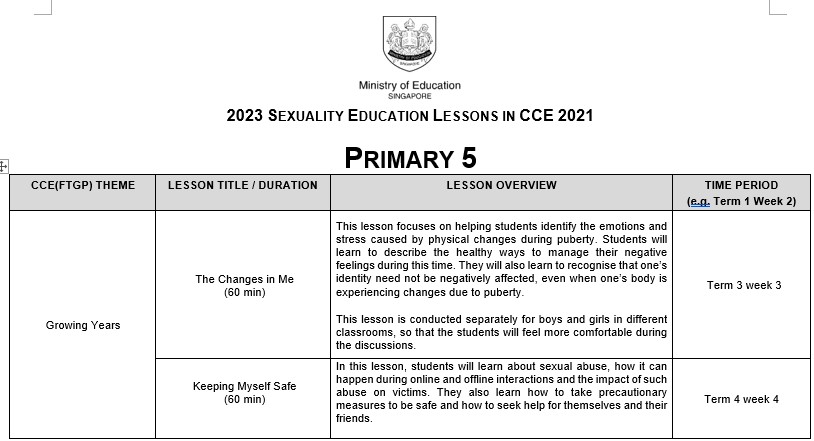 Ministry of Education
SINGAPORE
2023 SEXUALITY EDUCATION LESSONS IN CCE 2021
PRIMARY 5
CCE(FTGP) THEME
LESSON TITLE / DURATION
LESSON OVERVIEW
TIME PERIOD
(e.g. Term 1 Week 2)
Growing Years
The Changes in Me
(60 min)
This lesson focuses on helping students identify the emotions and
stress caused by physical changes during puberty. Students will
learn to describe the healthy ways to manage their negative
feelings during this time. They will also learn to recognise that one's
identity need not be negatively affected, even when one's body is
experiencing changes due to puberty.
This lesson is conducted separately for boys and girls in different
classrooms, so that the students will feel more comfortable during
the discussions.
Term 3 week 3
Keeping Myself Safe
(60 min)
In this lesson, students will learn about sexual abuse, how it can
happen during online and offline interactions and the impact of such
abuse on victims. They also learn how to take precautionary
measures to be safe and how to seek help for themselves and their
friends.
Term 4 week 4